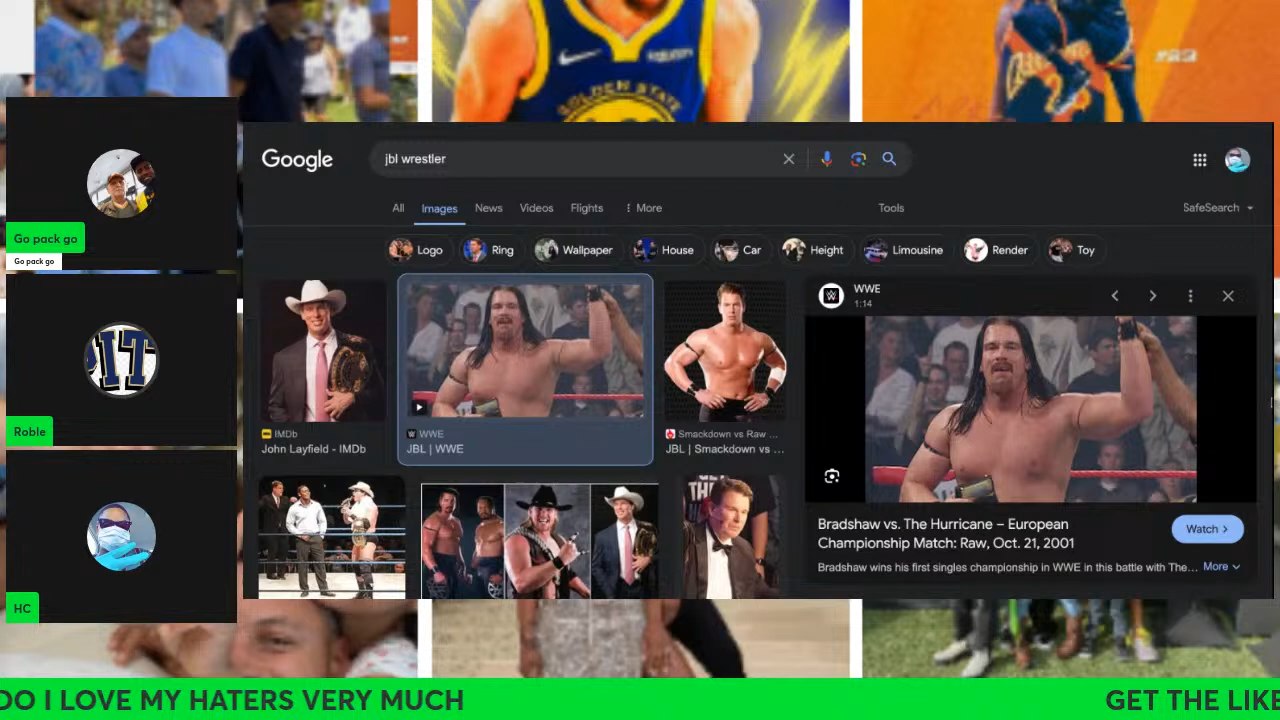 GOLDEN STATE
#23
Go pack go
Go pack go
Roble
HC
Google
jbl wrestler
All
Images
News
Videos
Flights
More
Tools
SafeSearch
Logo
Ring
Wallpaper
House
Car
Height
Limousine
Render
Toy
IMDb
John Layfield - IMDb
WWE
JBL | WWE
Smackdown vs Raw ...
JBL | Smackdown vs ...
WWE
1:14
Bradshaw vs. The Hurricane – European
Championship Match: Raw, Oct. 21, 2001
Watch
Bradshaw wins his first singles championship in WWE in this battle with The...
More
DO I LOVE MY HATERS VERY MUCH
GET THE LIKE